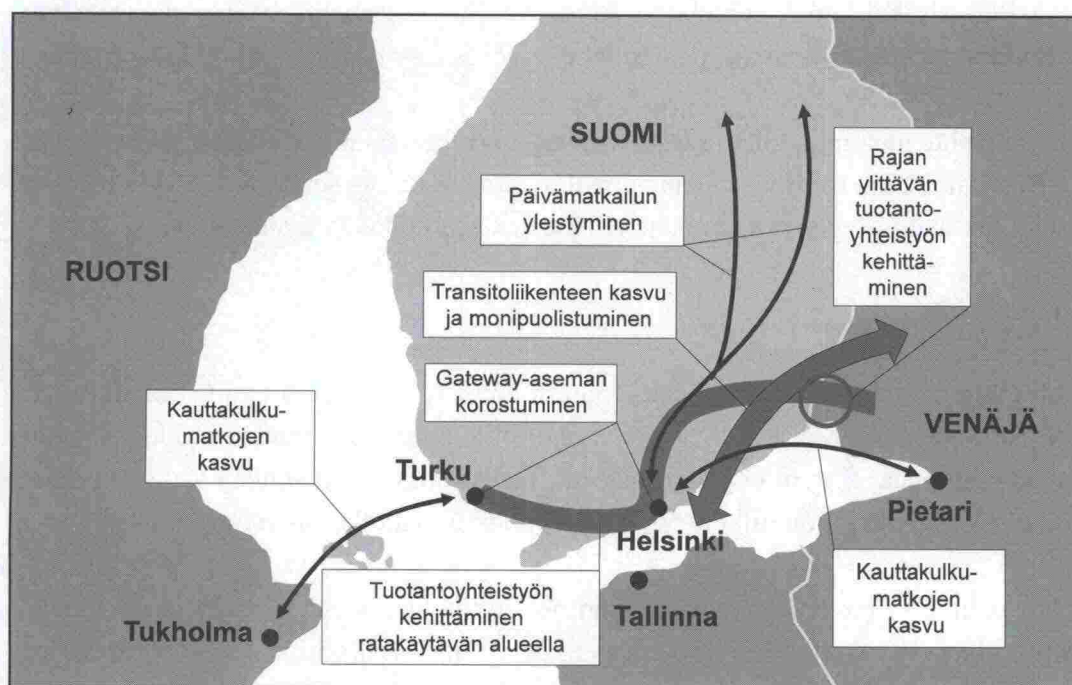 SUOMI
Rajan
ylittävän
tuotanto-
yhteistyön
kehittä-
minen
Päivämatkailun
yleistyminen
RUOTSI
Transitoliikenteen kasvu
ja monipuolistuminen
Gateway-aseman
korostuminen
Kauttakulku-
matkojen
kasvu
VENÄJÄ
Turku
Pietari
Helsinki
Kauttakulku-
matkojen
kasvu
Tuotantoyhteistyön
kehittäminen
ratakäytävän alueella
Tallinna
Tukholma